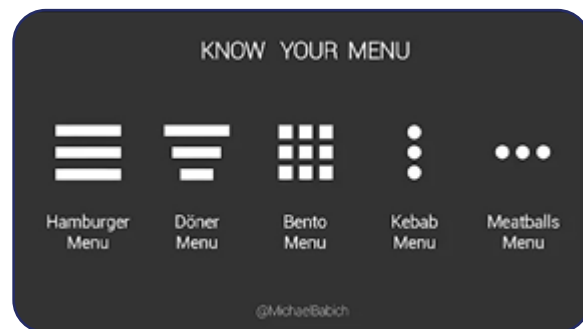 KNOW YOUR MENU
Hamburger Menu
Döner Menu
Bento Menu
Kebab Menu
Meatballs Menu
@MichaelBabich